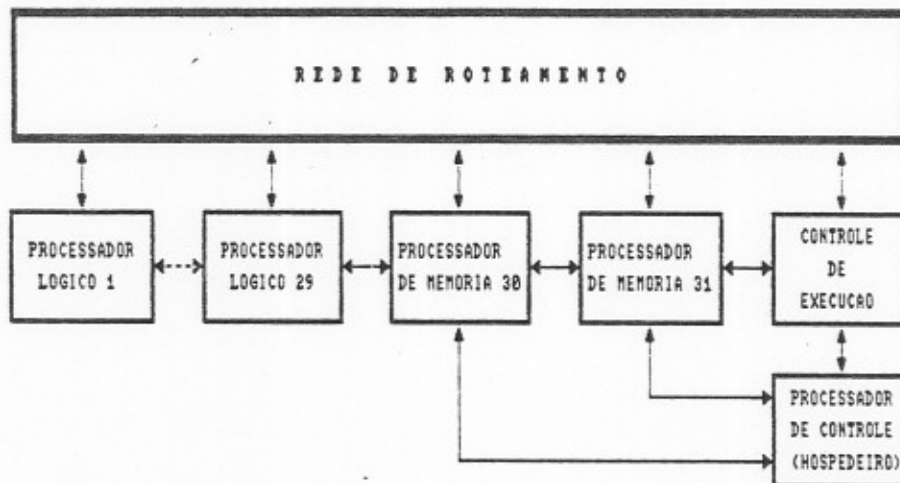 REDE DE ROTEAMENTO
PROCESSADOR
LOGICO 1
PROCESSADOR
LOGICO 29
PROCESSADOR
DE MEMORIA 30
PROCESSADOR
DE MEMORIA 31
CONTROLE
DE
EXECUCAO
PROCESSADOR
DE CONTROLE
(HOSPEDEIRO)